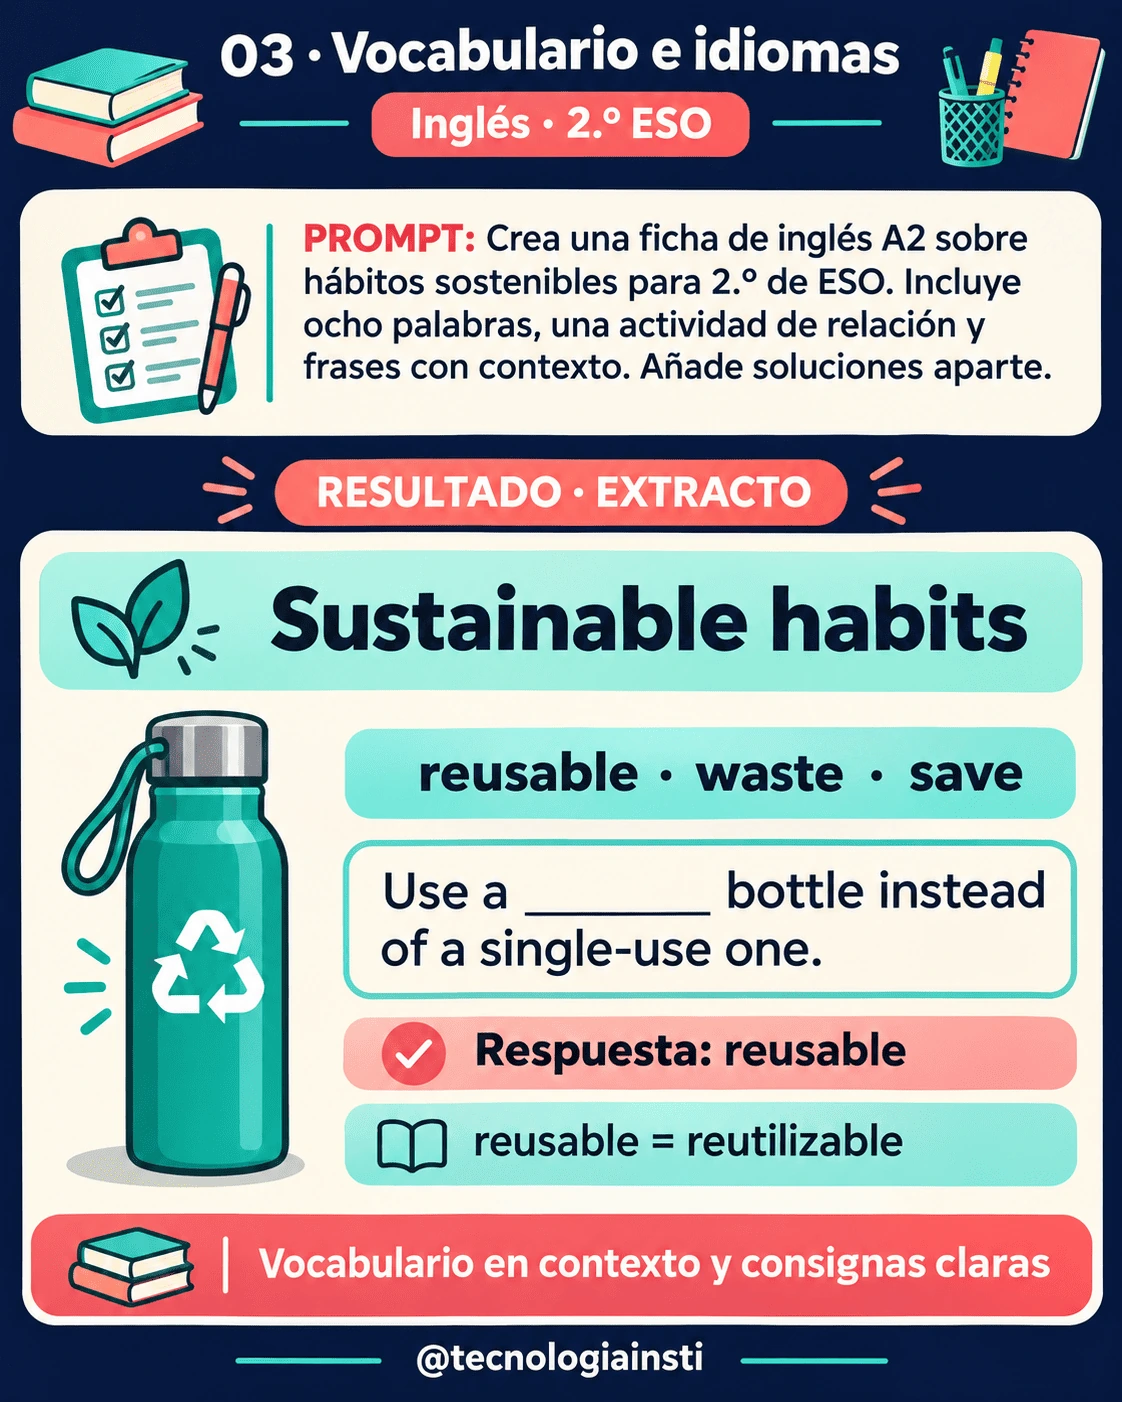 03 · Vocabulario e idiomas
Inglés · 2.º ESO
PROMPT: Crea una ficha de inglés A2 sobre
hábitos sostenibles para 2.º de ESO. Incluye
ocho palabras, una actividad de relación y
frases con contexto. Añade soluciones aparte.
RESULTADO · EXTRACTO
Sustainable habits
reusable · waste · save
Use a ________ bottle instead
of a single-use one.
Respuesta: reusable
reusable = reutilizable
Vocabulario en contexto y consignas claras
@tecnologiainsti